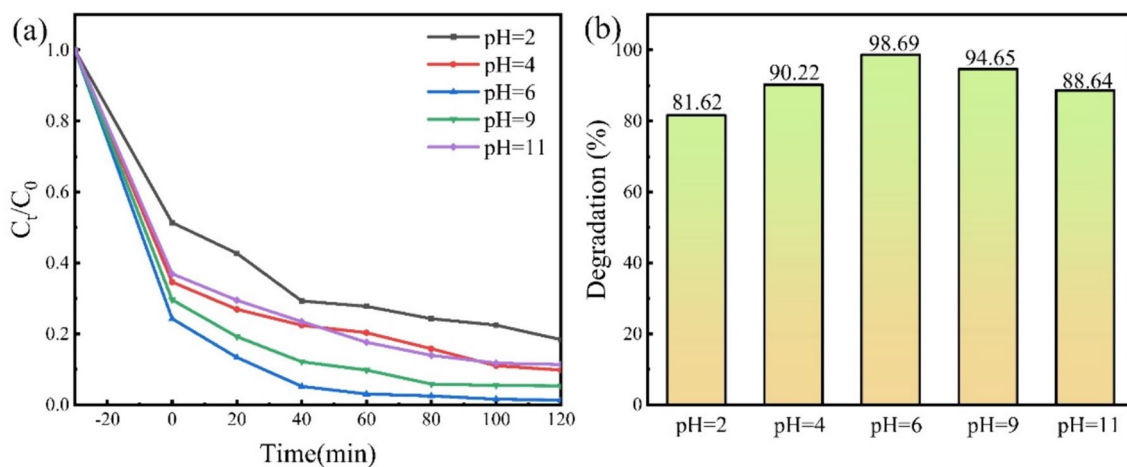 (a)
pH=2
pH=4
pH=6
pH=9
pH=11
1.0
0.8
0.6
0.4
0.2
0.0
Ct/C0
-20 0 20 40 60 80 100 120
Time(min)
(b)
100
80
60
40
20
0
Degradation (%)
81.62
90.22
98.69
94.65
88.64
pH=2 pH=4 pH=6 pH=9 pH=11